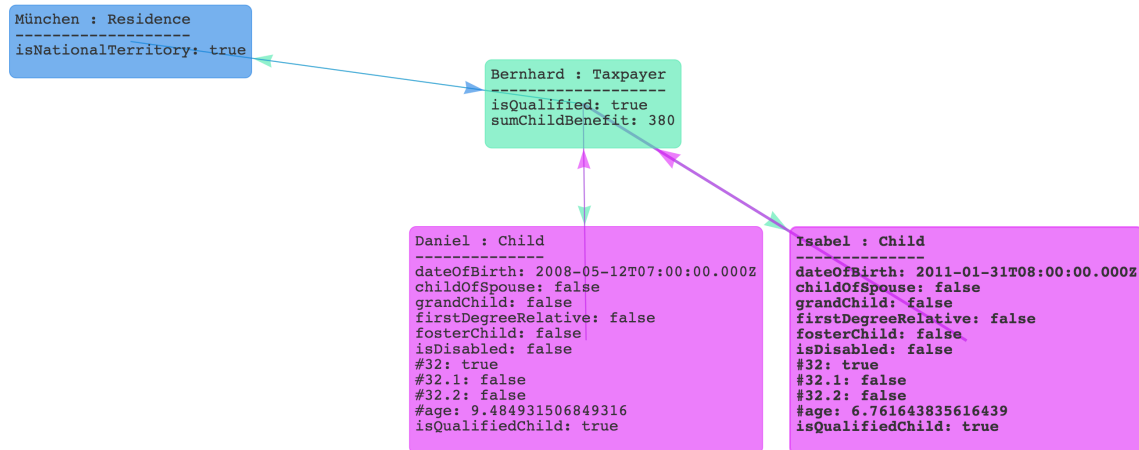 München : Residence
-------------------
isNationalTerritory: true
Bernhard : Taxpayer
-------------------
isQualified: true
sumChildBenefit: 380
Daniel : Child
--------------
dateOfBirth: 2008-05-12T07:00:00.000Z
childOfSpouse: false
grandChild: false
firstDegreeRelative: false
fosterChild: false
isDisabled: false
#32: true
#32.1: false
#32.2: false
#age: 9.484931506849316
isQualifiedChild: true
Isabel : Child
--------------
dateOfBirth: 2011-01-31T08:00:00.000Z
childOfSpouse: false
grandChild: false
firstDegreeRelative: false
fosterChild: false
isDisabled: false
#32: true
#32.1: false
#32.2: false
#age: 6.761643835616439
isQualifiedChild: true